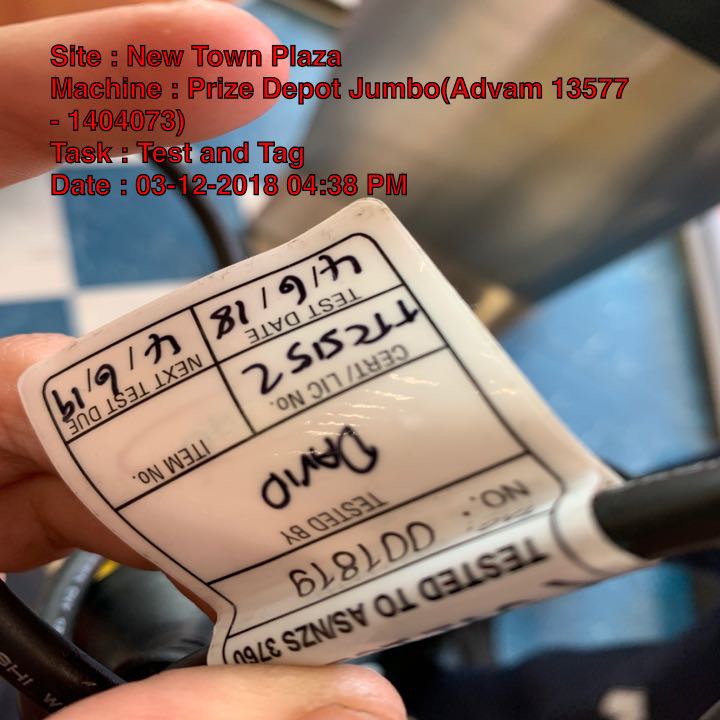 Site : New Town Plaza
Machine : Prize Depot Jumbo(Advam 13577
- 1404073)
Task : Test and Tag
Date : 03-12-2018 04:38 PM
TESTED TO AS/NZS 3760
NO.: 001819
TESTED BY
DAVID
ITEM No.
CERT/ LIC No.
TEST DATE
4/6/18
NEXT TEST DUE
4/6/19